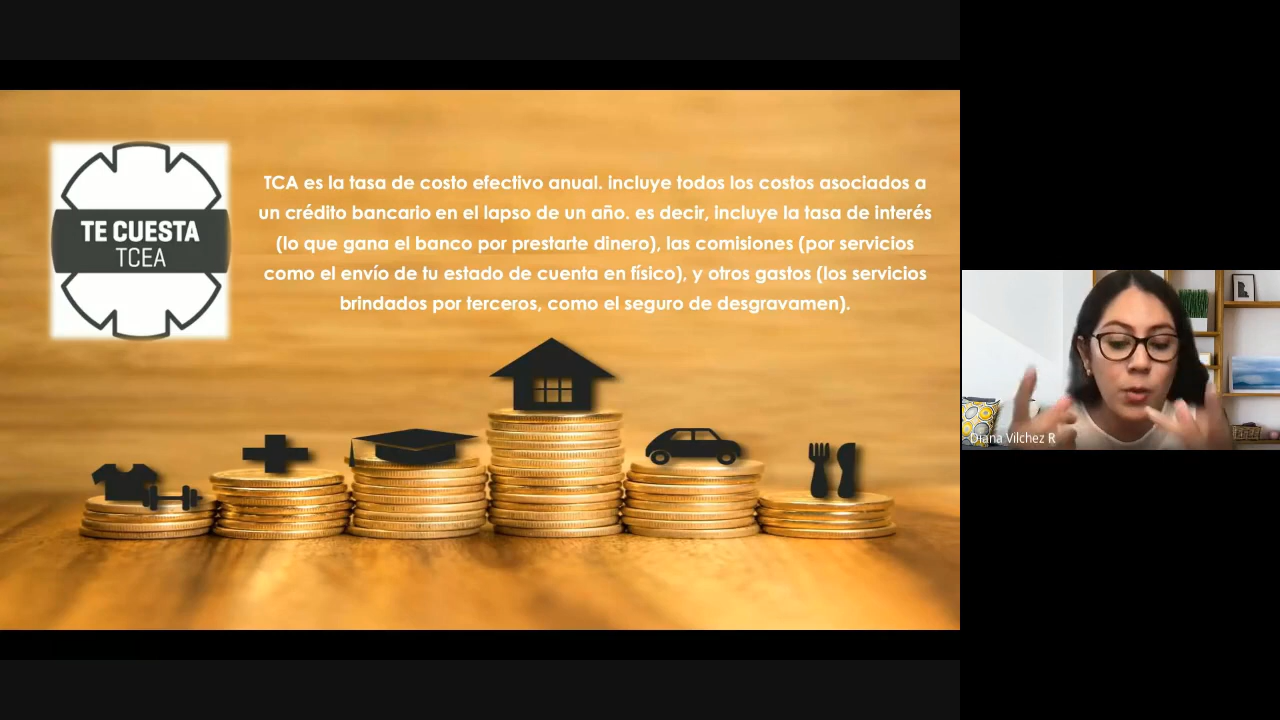 TE CUESTA
TCEA
TCA es la tasa de costo efectivo anual. incluye todos los costos asociados a
un crédito bancario en el lapso de un año. es decir, incluye la tasa de interés
(lo que gana el banco por prestarte dinero), las comisiones (por servicios
como el envío de tu estado de cuenta en físico), y otros gastos (los servicios
brindados por terceros, como el seguro de desgravamen).
Diana Vilchez R